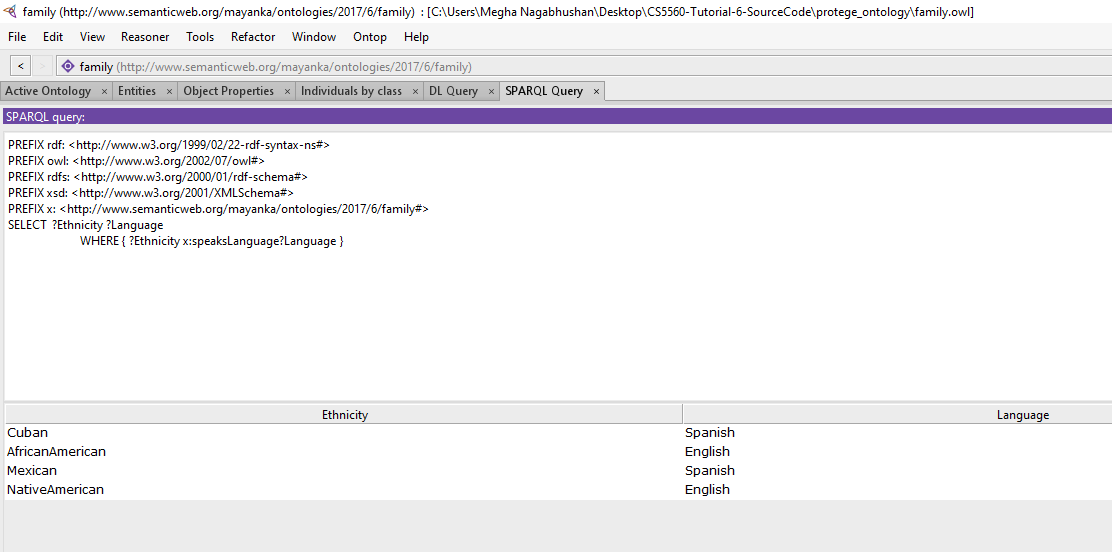 family (http://www.semanticweb.org/mayanka/ontologies/2017/6/family) : [C:\Users\Megha Nagabhushan\Desktop\CS5560-Tutorial-6-SourceCode\protege_ontology\family.owl]
File Edit View Reasoner Tools Refactor Window Ontop Help
< > family (http://www.semanticweb.org/mayanka/ontologies/2017/6/family)
Active Ontology × Entities × Object Properties × Individuals by class × DL Query × SPARQL Query ×
SPARQL query:
PREFIX rdf: <http://www.w3.org/1999/02/22-rdf-syntax-ns#>
PREFIX owl: <http://www.w3.org/2002/07/owl#>
PREFIX rdfs: <http://www.w3.org/2000/01/rdf-schema#>
PREFIX xsd: <http://www.w3.org/2001/XMLSchema#>
PREFIX x: <http://www.semanticweb.org/mayanka/ontologies/2017/6/family#>
SELECT ?Ethnicity ?Language
WHERE { ?Ethnicity x:speaksLanguage?Language }
Ethnicity Language
Cuban Spanish
AfricanAmerican English
Mexican Spanish
NativeAmerican English